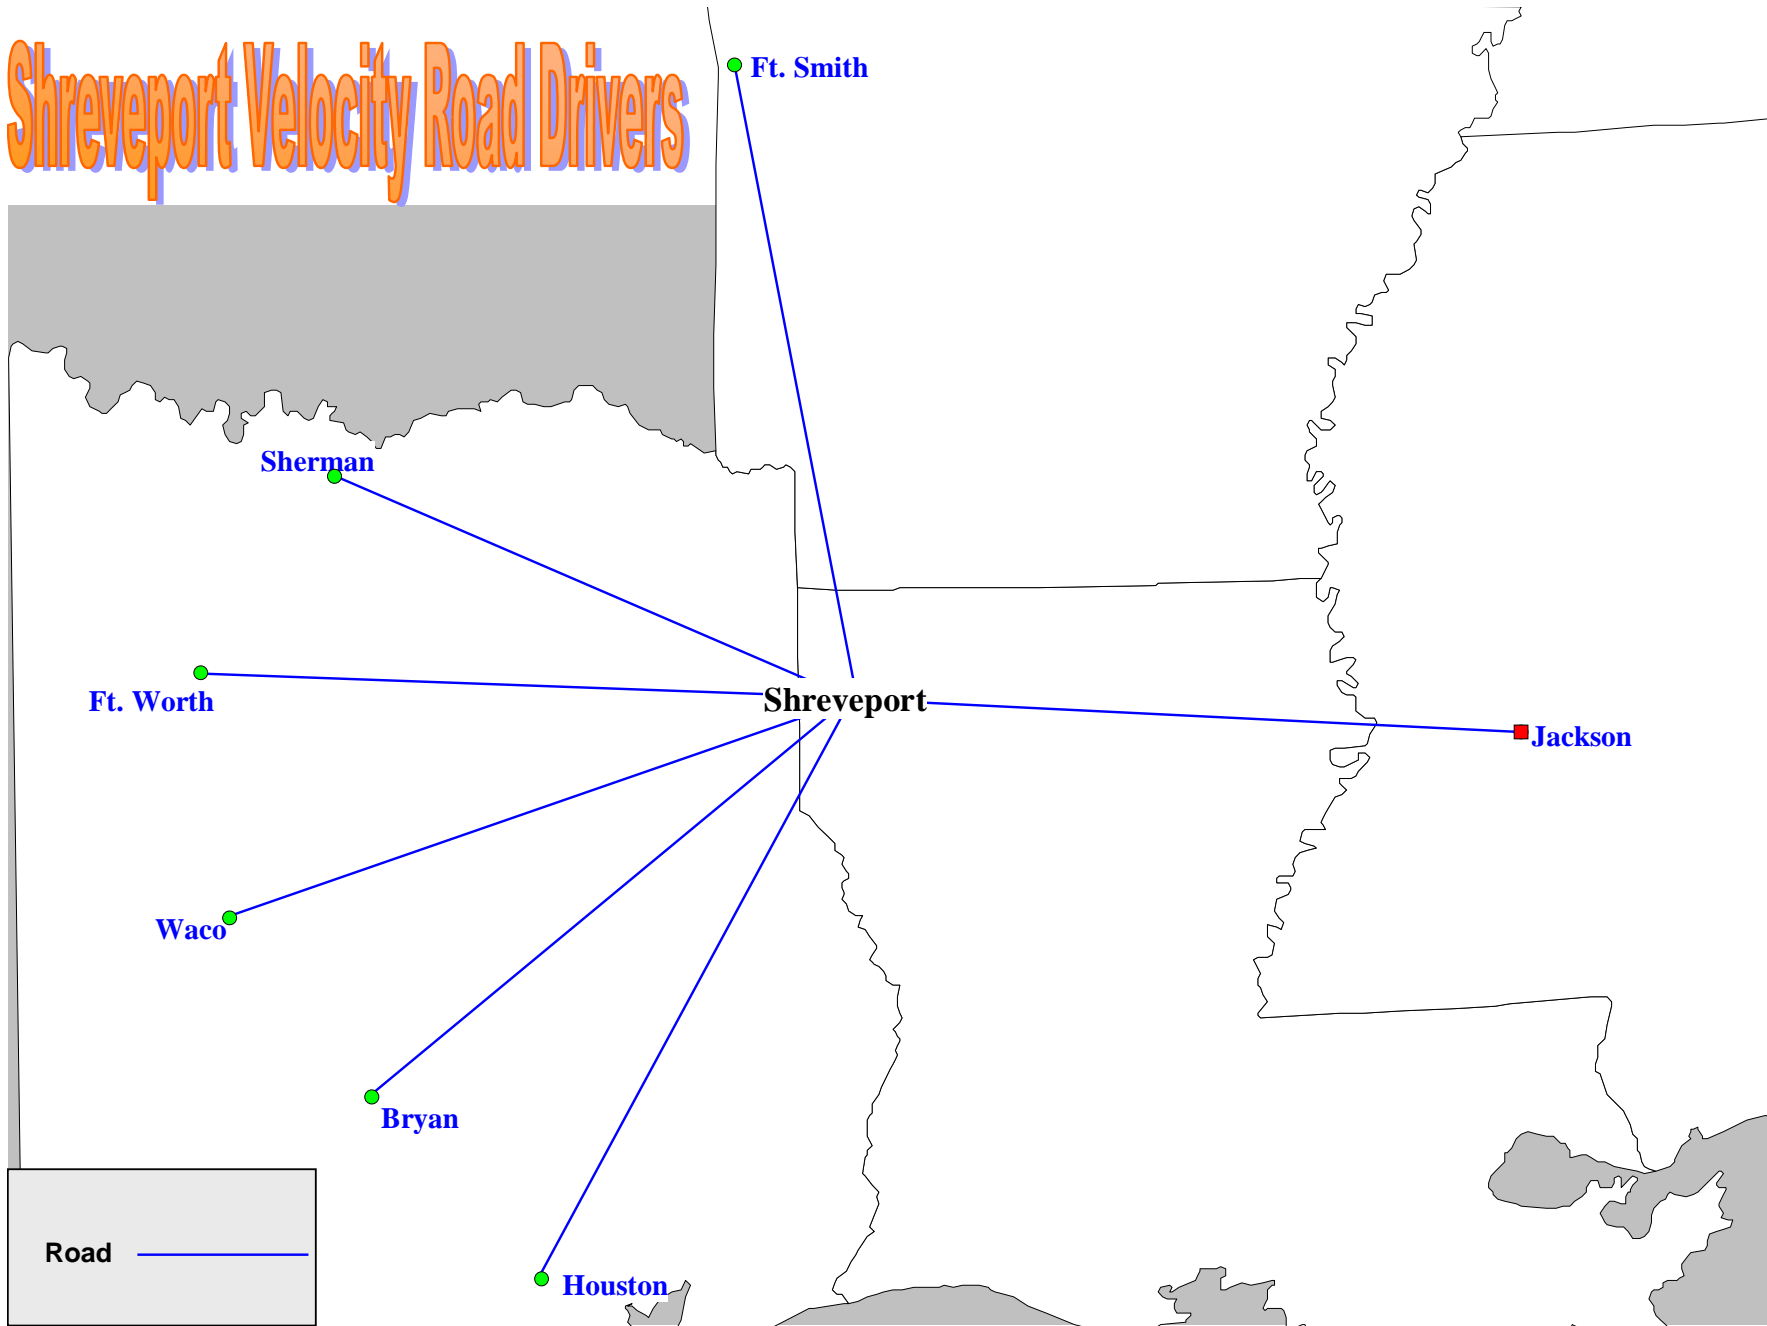 Shreveport Velocity Road Drivers
Ft. Smith
Sherman
Ft. Worth
Shreveport
Jackson
Waco
Bryan
Road
Houston